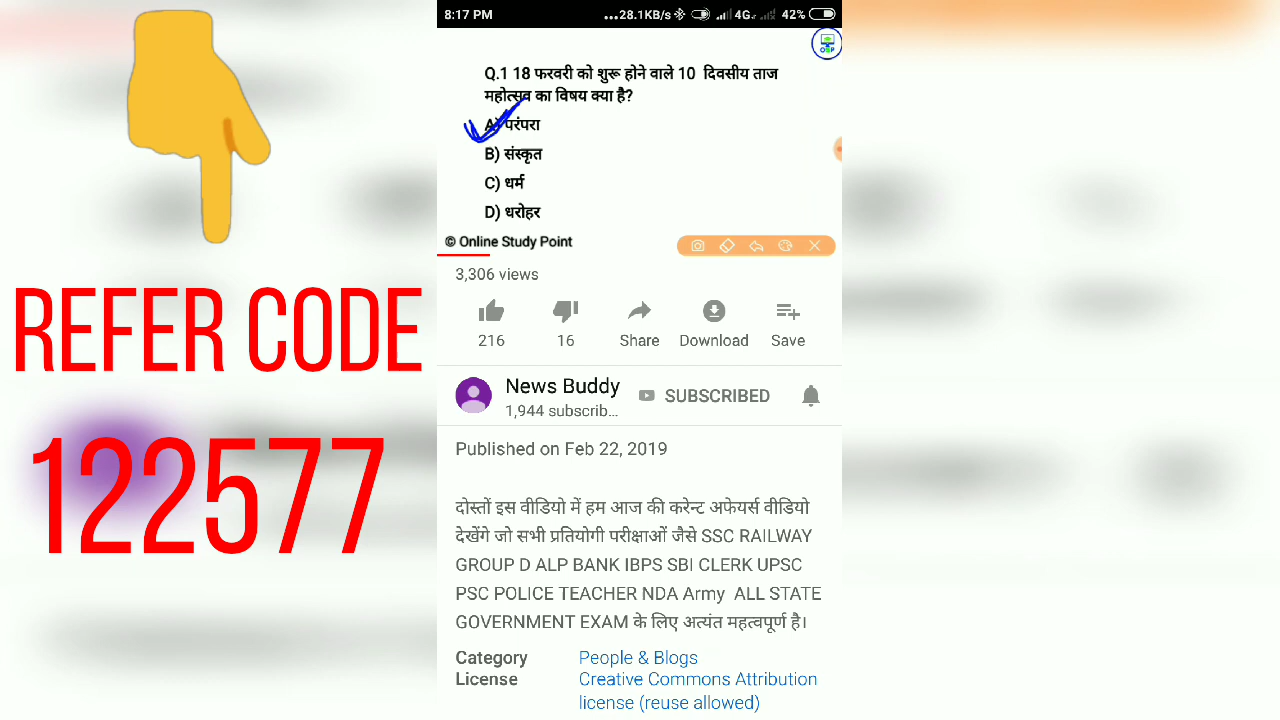 REFER CODE
122577
8:17 PM ...28.1KB/s 4G 42%
Q.1 18 फरवरी को शुरू होने वाले 10 दिवसीय ताज
महोत्सव का विषय क्या है?
A) परंपरा
B) संस्कृत
C) धर्म
D) धरोहर
© Online Study Point
3,306 views
216 16 Share Download Save
News Buddy SUBSCRIBED
1,944 subscrib...
Published on Feb 22, 2019
दोस्तों इस वीडियो में हम आज की करेन्ट अफेयर्स वीडियो
देखेंगे जो सभी प्रतियोगी परीक्षाओं जैसे SSC RAILWAY
GROUP D ALP BANK IBPS SBI CLERK UPSC
PSC POLICE TEACHER NDA Army ALL STATE
GOVERNMENT EXAM के लिए अत्यंत महत्वपूर्ण है।
Category People & Blogs
License Creative Commons Attribution
license (reuse allowed)